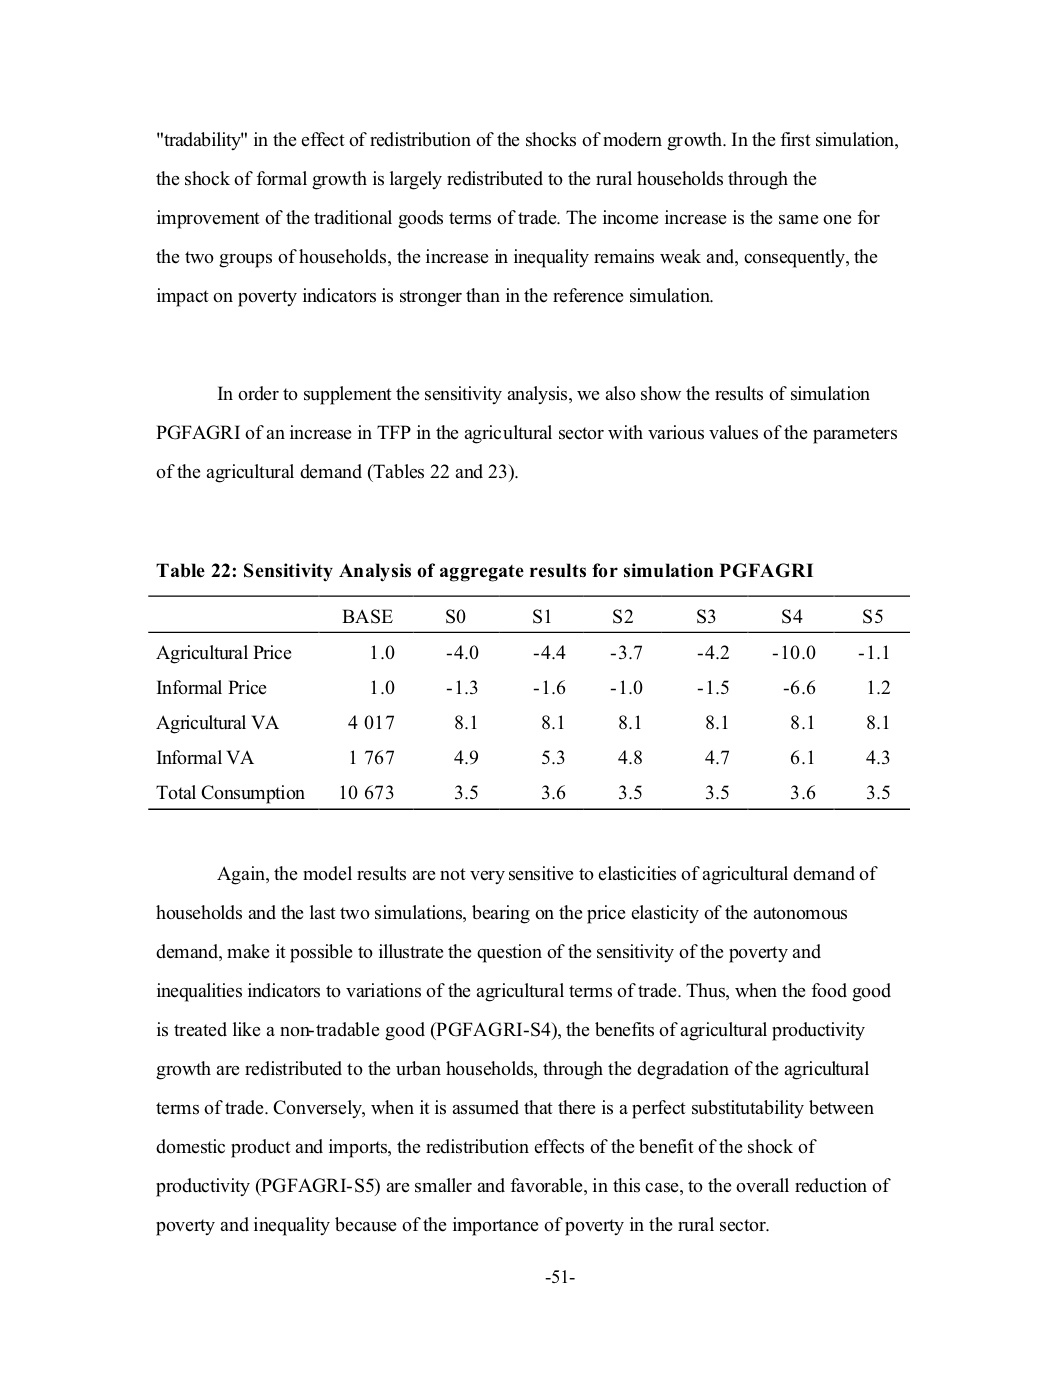 "tradability" in the effect of redistribution of the shocks of modern growth. In the first simulation,
the shock of formal growth is largely redistributed to the rural households through the
improvement of the traditional goods terms of trade. The income increase is the same one for
the two groups of households, the increase in inequality remains weak and, consequently, the
impact on poverty indicators is stronger than in the reference simulation.
In order to supplement the sensitivity analysis, we also show the results of simulation
PGFAGRI of an increase in TFP in the agricultural sector with various values of the parameters
of the agricultural demand (Tables 22 and 23).
Table 22: Sensitivity Analysis of aggregate results for simulation PGFAGRI
BASE S0 S1 S2 S3 S4 S5
Agricultural Price 1.0 -4.0 -4.4 -3.7 -4.2 -10.0 -1.1
Informal Price 1.0 -1.3 -1.6 -1.0 -1.5 -6.6 1.2
Agricultural VA 4 017 8.1 8.1 8.1 8.1 8.1 8.1
Informal VA 1 767 4.9 5.3 4.8 4.7 6.1 4.3
Total Consumption 10 673 3.5 3.6 3.5 3.5 3.6 3.5
Again, the model results are not very sensitive to elasticities of agricultural demand of
households and the last two simulations, bearing on the price elasticity of the autonomous
demand, make it possible to illustrate the question of the sensitivity of the poverty and
inequalities indicators to variations of the agricultural terms of trade. Thus, when the food good
is treated like a non-tradable good (PGFAGRI-S4), the benefits of agricultural productivity
growth are redistributed to the urban households, through the degradation of the agricultural
terms of trade. Conversely, when it is assumed that there is a perfect substitutability between
domestic product and imports, the redistribution effects of the benefit of the shock of
productivity (PGFAGRI-S5) are smaller and favorable, in this case, to the overall reduction of
poverty and inequality because of the importance of poverty in the rural sector.
-51-